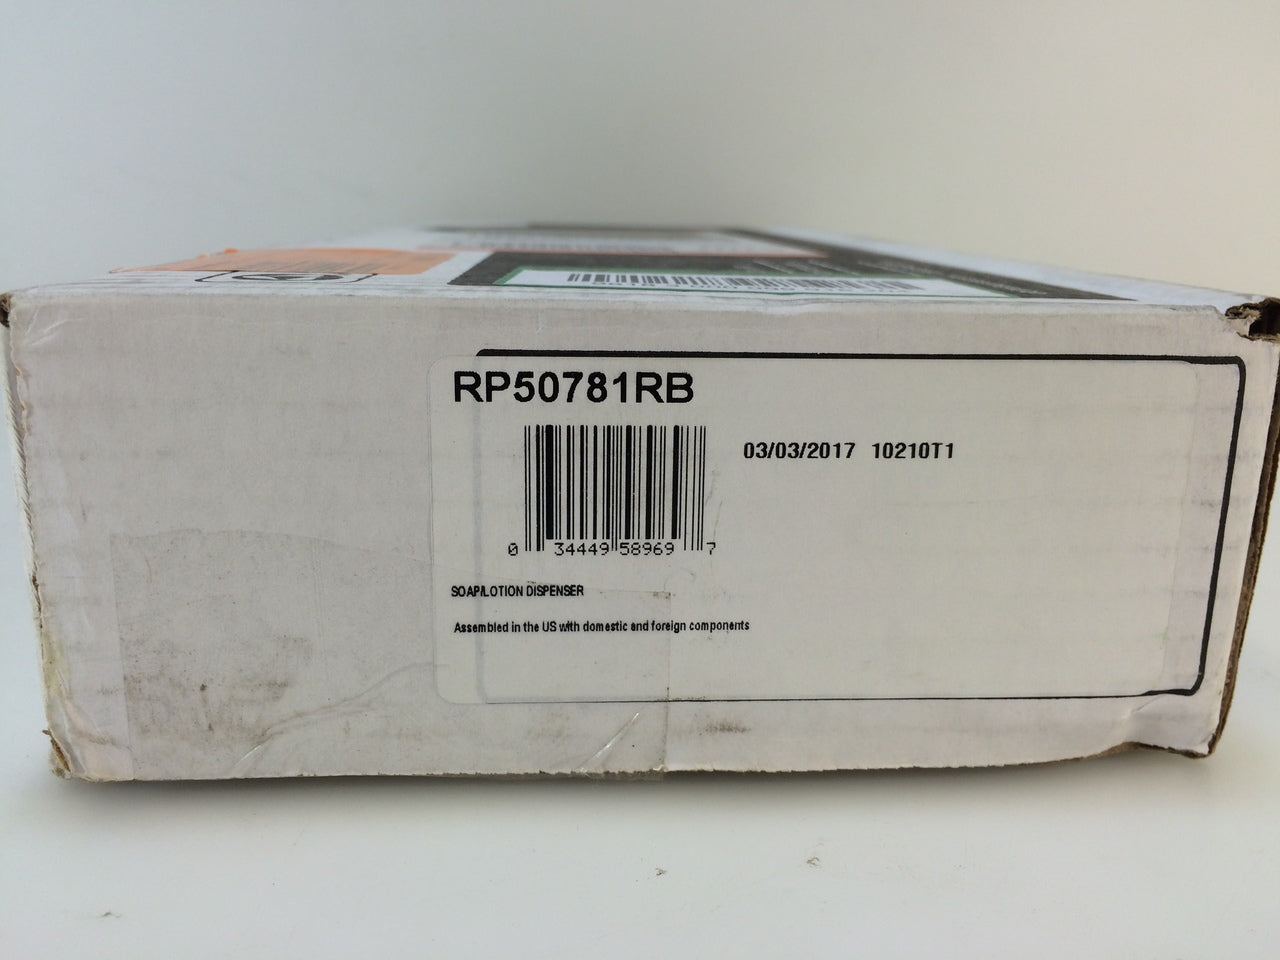 RP50781RB
03/03/2017 10210T1
0 34449 58969 7
SOAP/LOTION DISPENSER
Assembled in the US with domestic and foreign components